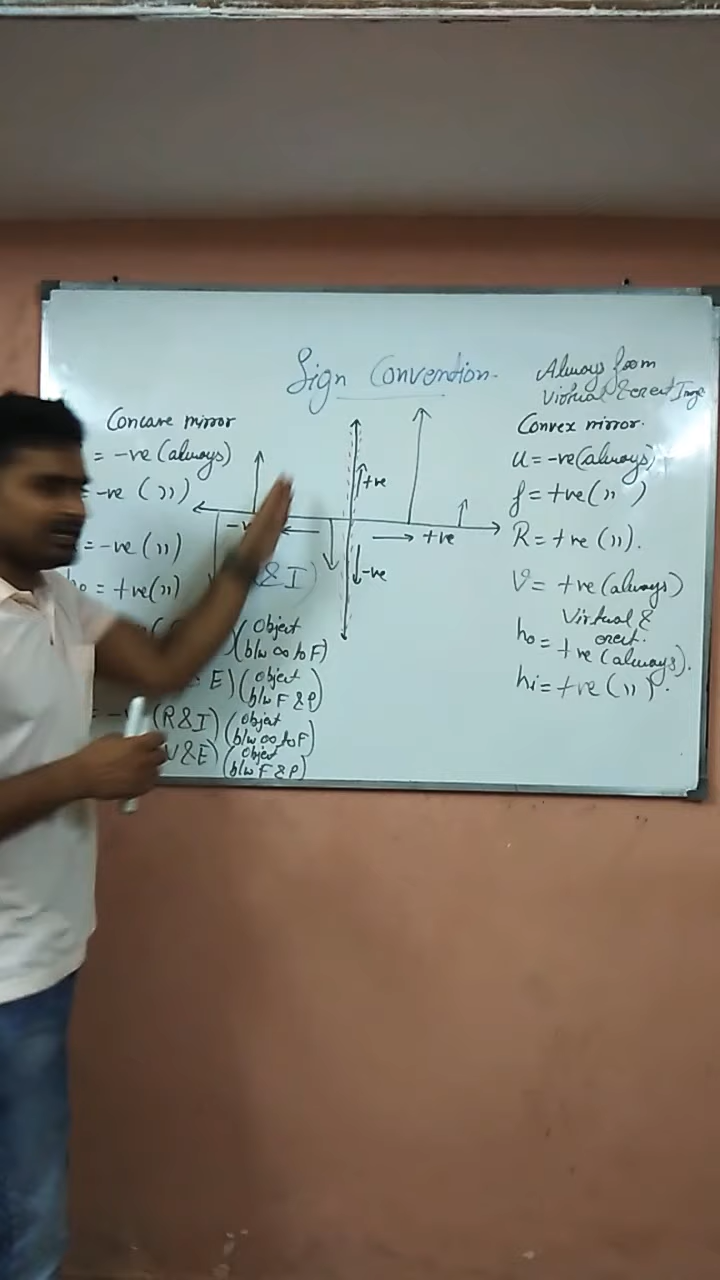 Sign Convention.
Concave mirror
= -ve (always)
-ve ( ״ )
= -ve ( ״ )
= +ve ( ״ )
(Object
b/w ∞ to F)
E) (Object
b/w F & P)
(R & I) (Object
b/w ∞ to F)
V & E) (Object
b/w F & P)
+ve
-ve
+ve
& I)
Always form
Virtual & erect Image
Convex mirror.
u = -ve (always)
f = +ve ( ״ )
R = +ve ( ״ ).
V = +ve (always)
Virtual &
erect.
ho = +ve (always).
hi = +ve ( ״ ).